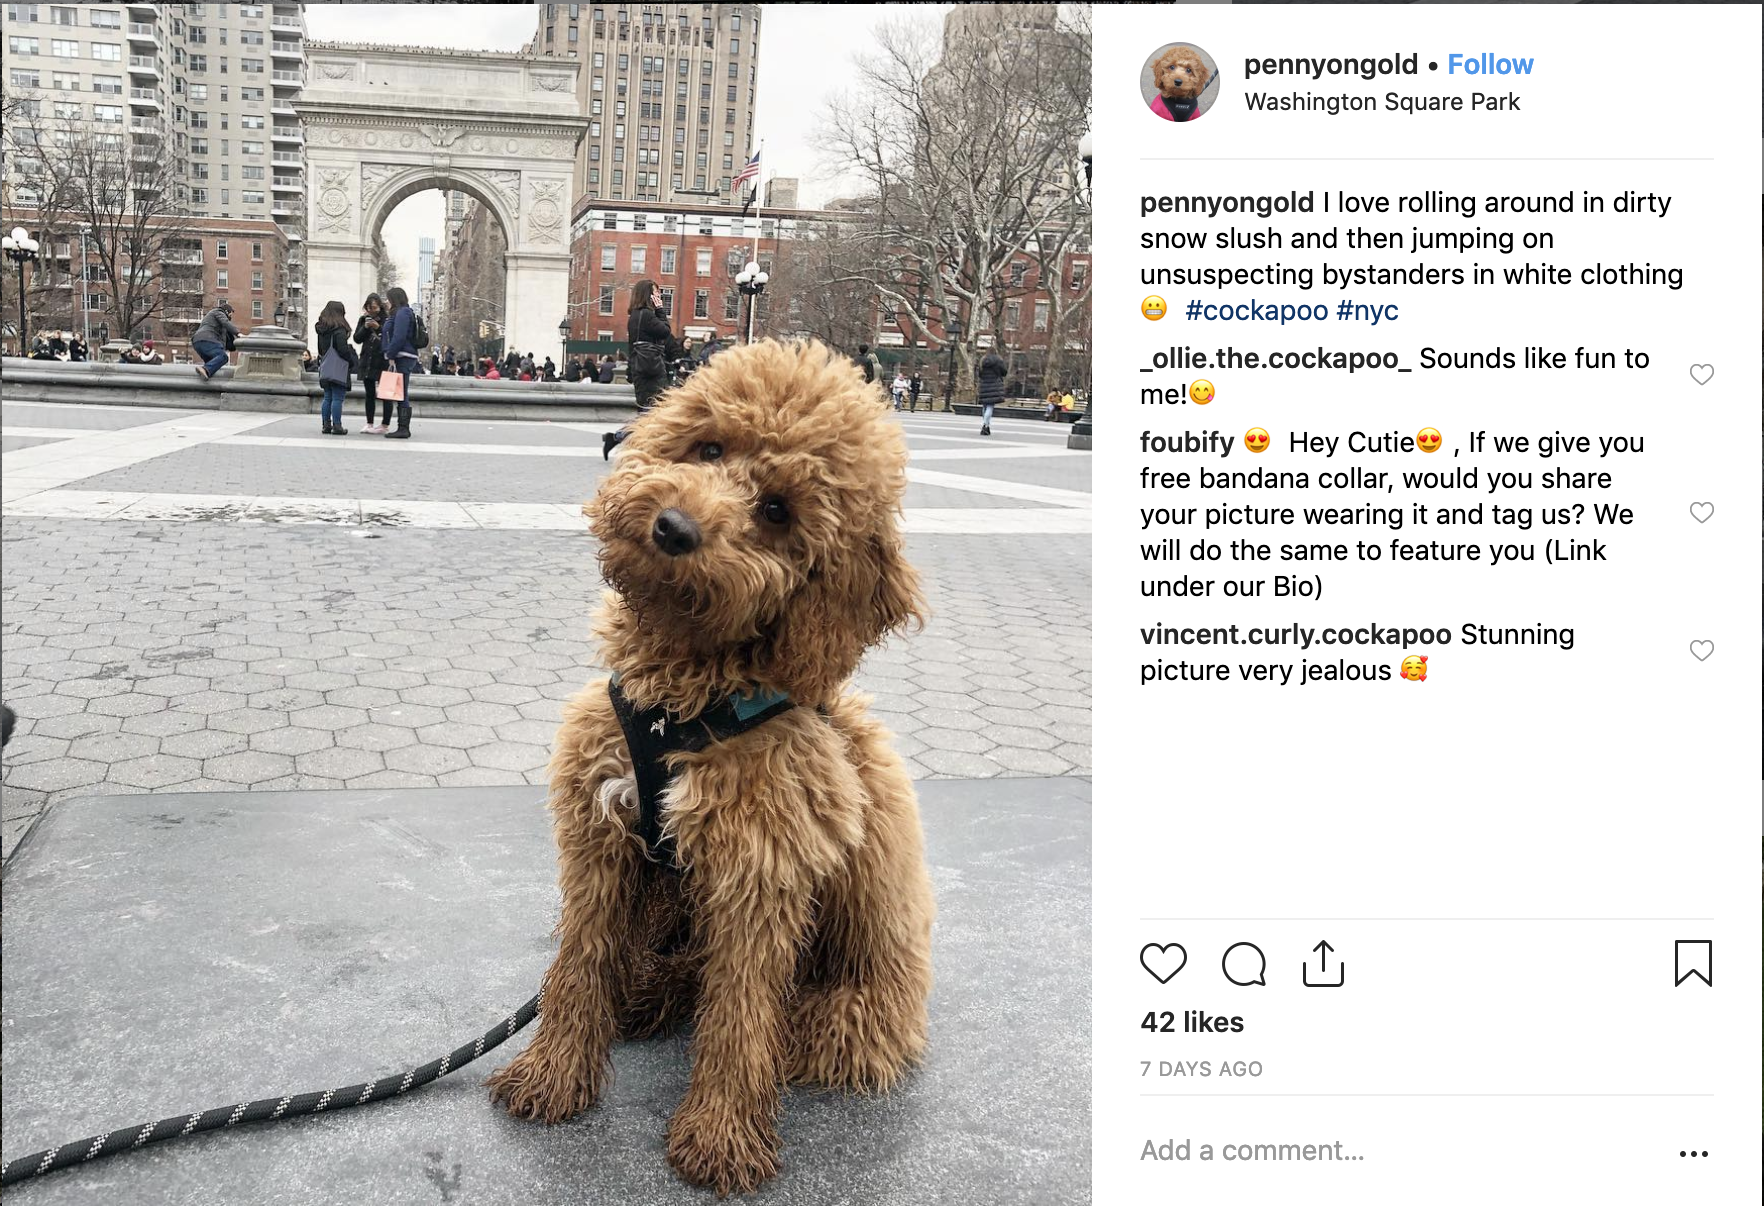 pennyongold • Follow
Washington Square Park
pennyongold I love rolling around in dirty
snow slush and then jumping on
unsuspecting bystanders in white clothing
😬 #cockapoo #nyc
_ollie.the.cockapoo_ Sounds like fun to
me!😋
foubify 😍 Hey Cutie😍 , If we give you
free bandana collar, would you share
your picture wearing it and tag us? We
will do the same to feature you (Link
under our Bio)
vincent.curly.cockapoo Stunning
picture very jealous 🥰
42 likes
7 DAYS AGO
Add a comment...